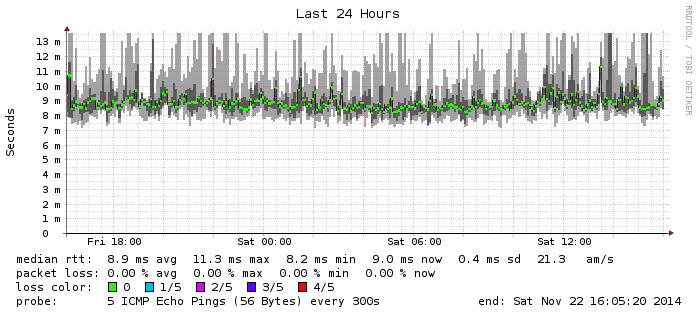 Last 24 Hours
RRDTOOL / TOBI OETIKER
Seconds
13 m
12 m
11 m
10 m
9 m
8 m
7 m
6 m
5 m
4 m
3 m
2 m
1 m
0
Fri 18:00 Sat 00:00 Sat 06:00 Sat 12:00
median rtt: 8.9 ms avg 11.3 ms max 8.2 ms min 9.0 ms now 0.4 ms sd 21.3 am/s
packet loss: 0.00 % avg 0.00 % max 0.00 % min 0.00 % now
loss color: 0 1/5 2/5 3/5 4/5
probe: 5 ICMP Echo Pings (56 Bytes) every 300s end: Sat Nov 22 16:05:20 2014